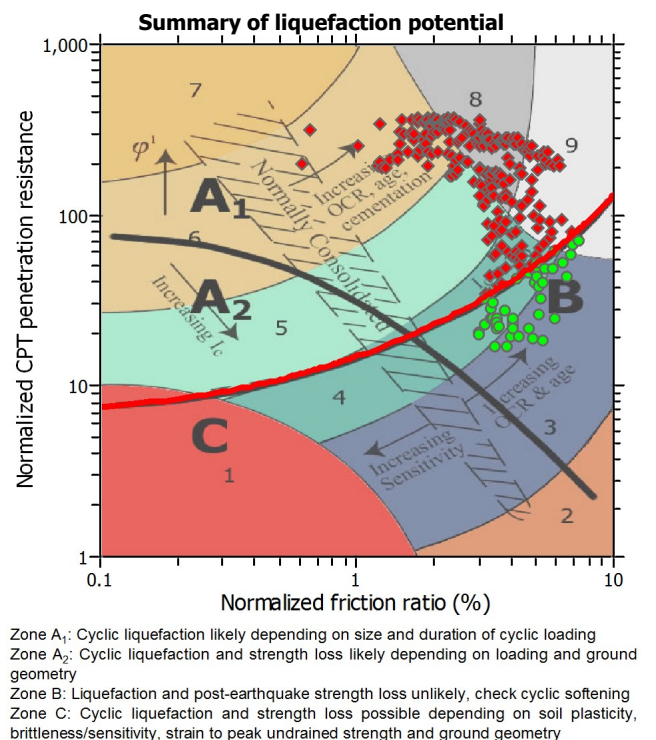 Summary of liquefaction potential
Normalized CPT penetration resistance
1,000
100
10
1
0.1
1
10
Normalized friction ratio (%)
7
8
9
φ¹
A₁
Normally Consolidated
Increasing
OCR, age,
cementation
6
A₂
Increasing Ic
5
B
4
C
1
Increasing
OCR & age
Increasing
Sensitivity
3
2
Zone A₁: Cyclic liquefaction likely depending on size and duration of cyclic loading
Zone A₂: Cyclic liquefaction and strength loss likely depending on loading and ground
geometry
Zone B: Liquefaction and post-earthquake strength loss unlikely, check cyclic softening
Zone C: Cyclic liquefaction and strength loss possible depending on soil plasticity,
brittleness/sensitivity, strain to peak undrained strength and ground geometry